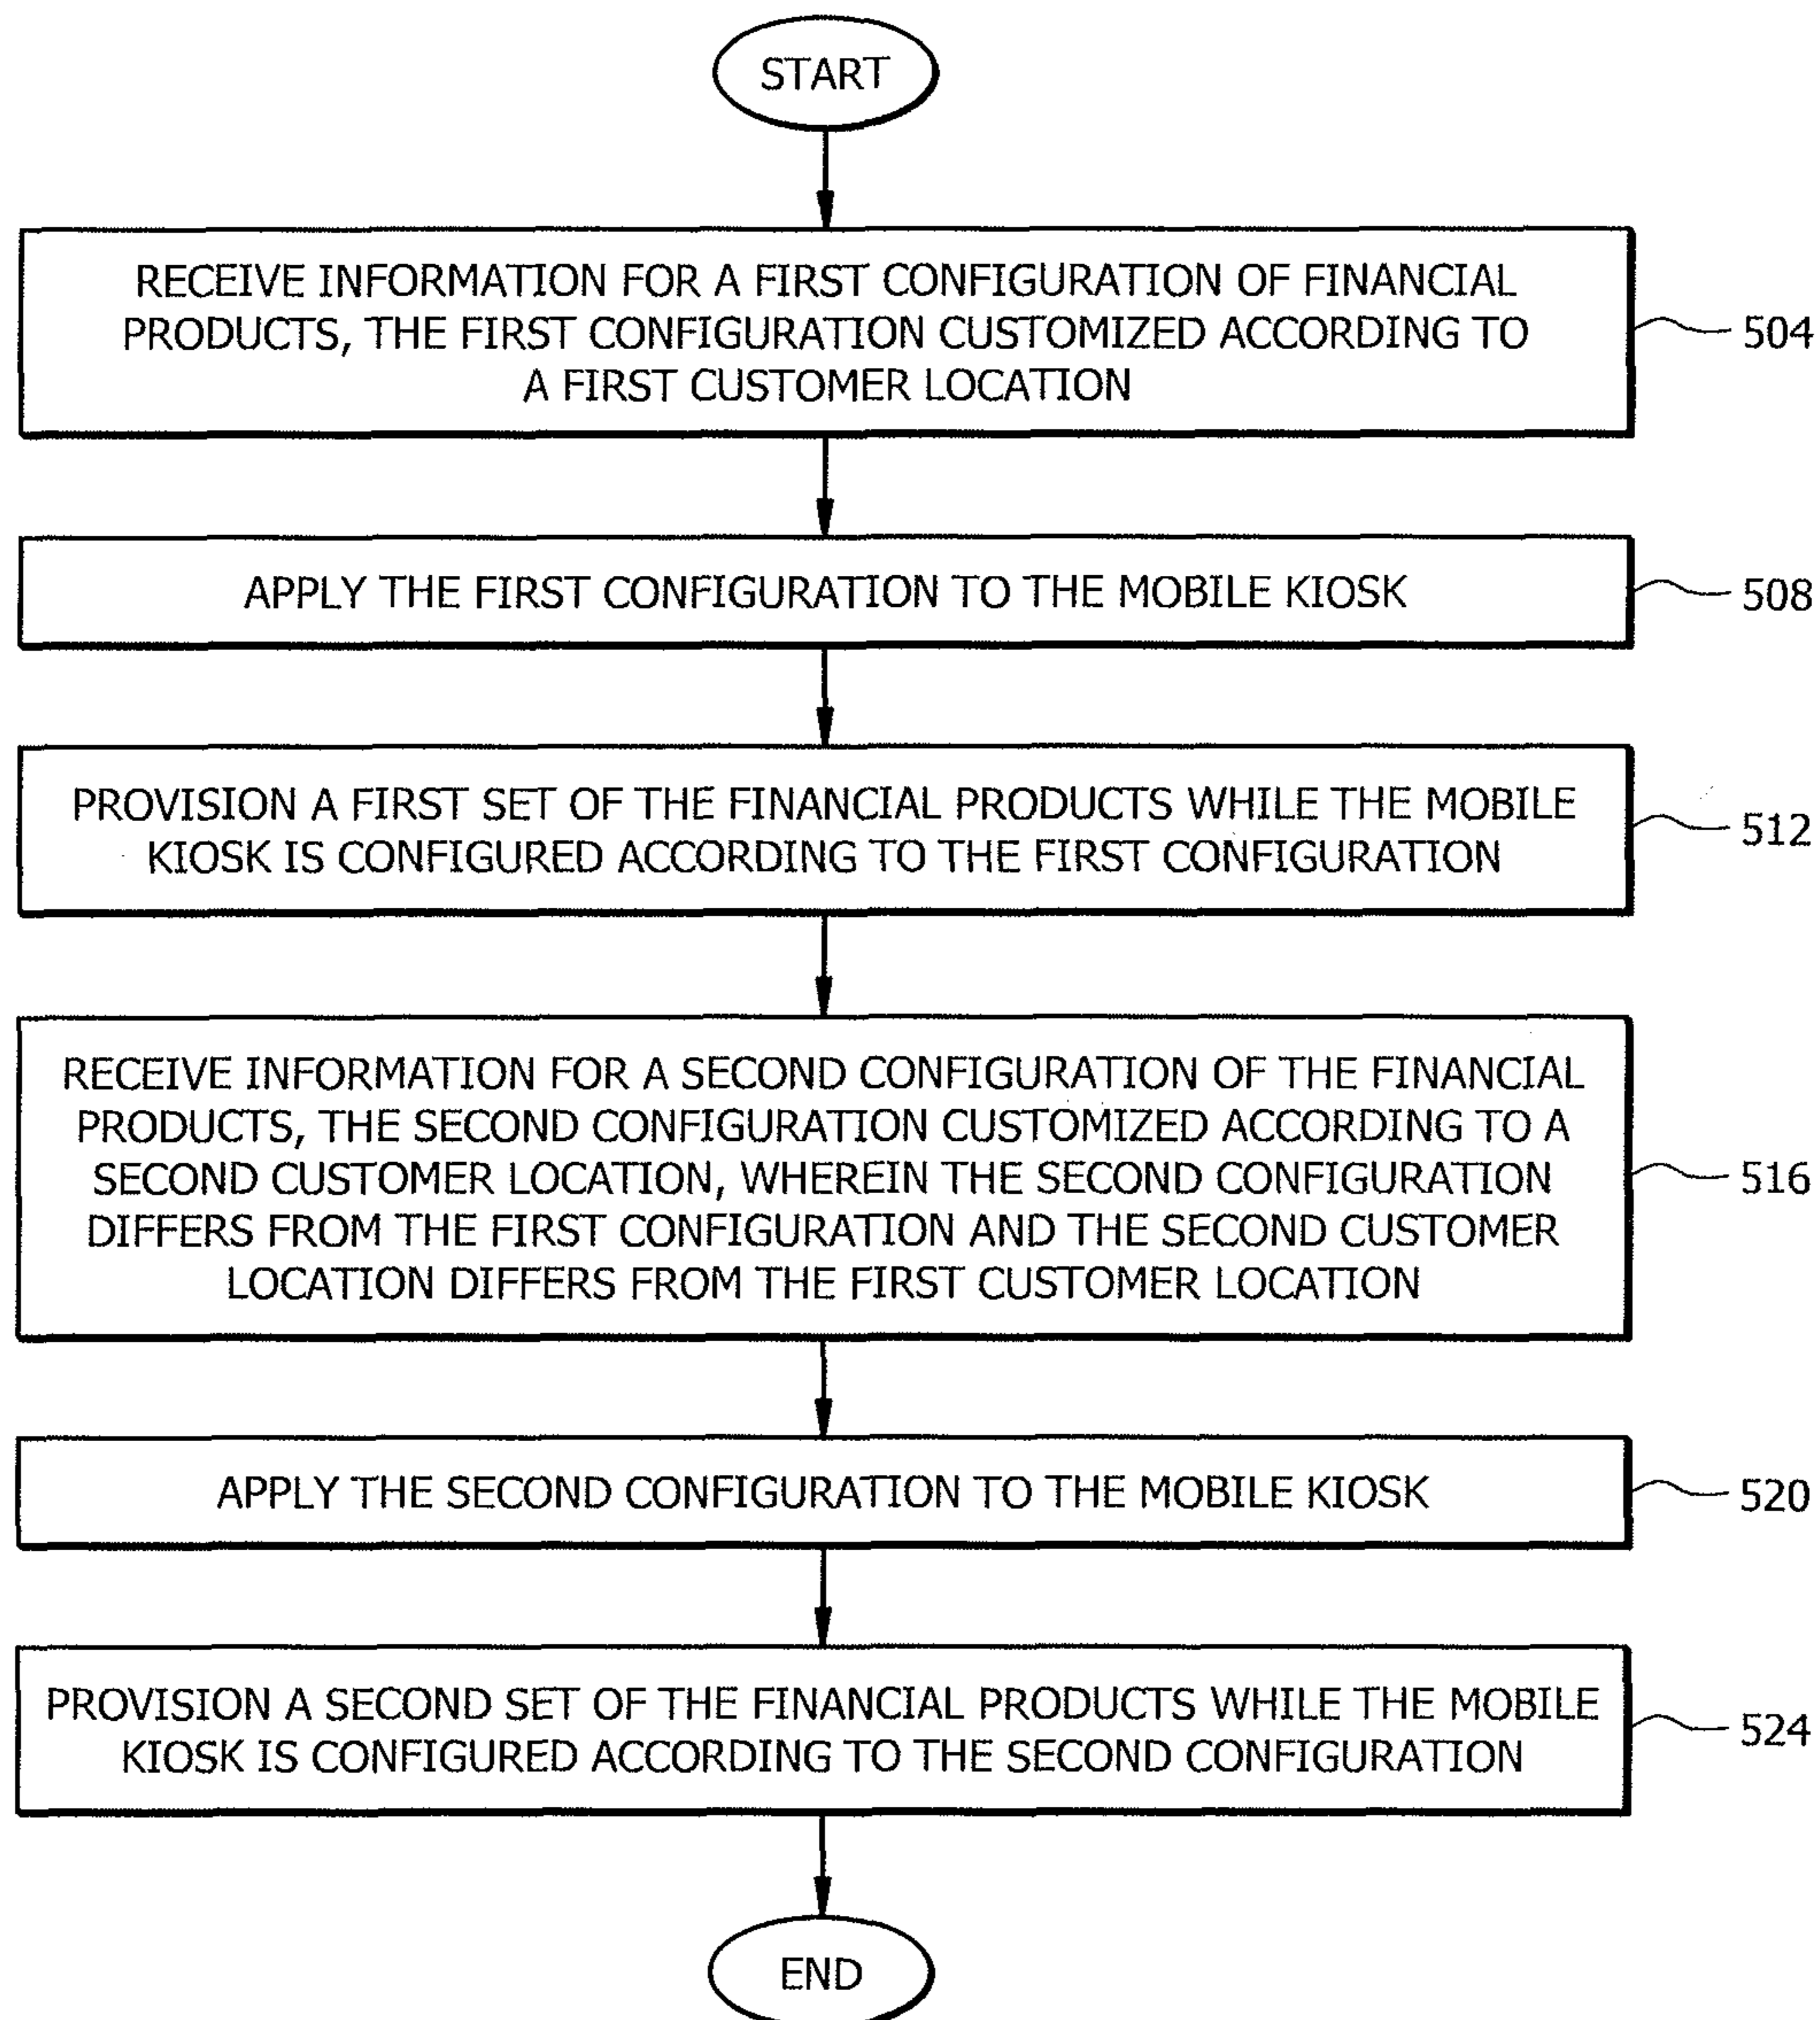 START
RECEIVE INFORMATION FOR A FIRST CONFIGURATION OF FINANCIAL
PRODUCTS, THE FIRST CONFIGURATION CUSTOMIZED ACCORDING TO
A FIRST CUSTOMER LOCATION
504
APPLY THE FIRST CONFIGURATION TO THE MOBILE KIOSK
508
PROVISION A FIRST SET OF THE FINANCIAL PRODUCTS WHILE THE MOBILE
KIOSK IS CONFIGURED ACCORDING TO THE FIRST CONFIGURATION
512
RECEIVE INFORMATION FOR A SECOND CONFIGURATION OF THE FINANCIAL
PRODUCTS, THE SECOND CONFIGURATION CUSTOMIZED ACCORDING TO A
SECOND CUSTOMER LOCATION, WHEREIN THE SECOND CONFIGURATION
DIFFERS FROM THE FIRST CONFIGURATION AND THE SECOND CUSTOMER
LOCATION DIFFERS FROM THE FIRST CUSTOMER LOCATION
516
APPLY THE SECOND CONFIGURATION TO THE MOBILE KIOSK
520
PROVISION A SECOND SET OF THE FINANCIAL PRODUCTS WHILE THE MOBILE
KIOSK IS CONFIGURED ACCORDING TO THE SECOND CONFIGURATION
524
END